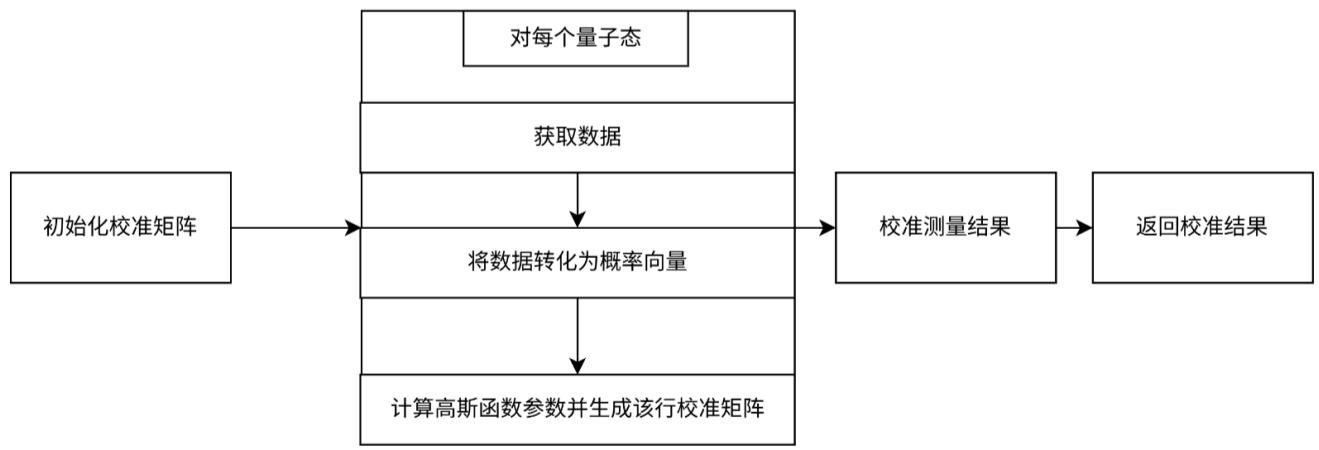 对每个量子态
获取数据
初始化校准矩阵
校准测量结果
返回校准结果
将数据转化为概率向量
计算高斯函数参数并生成该行校准矩阵